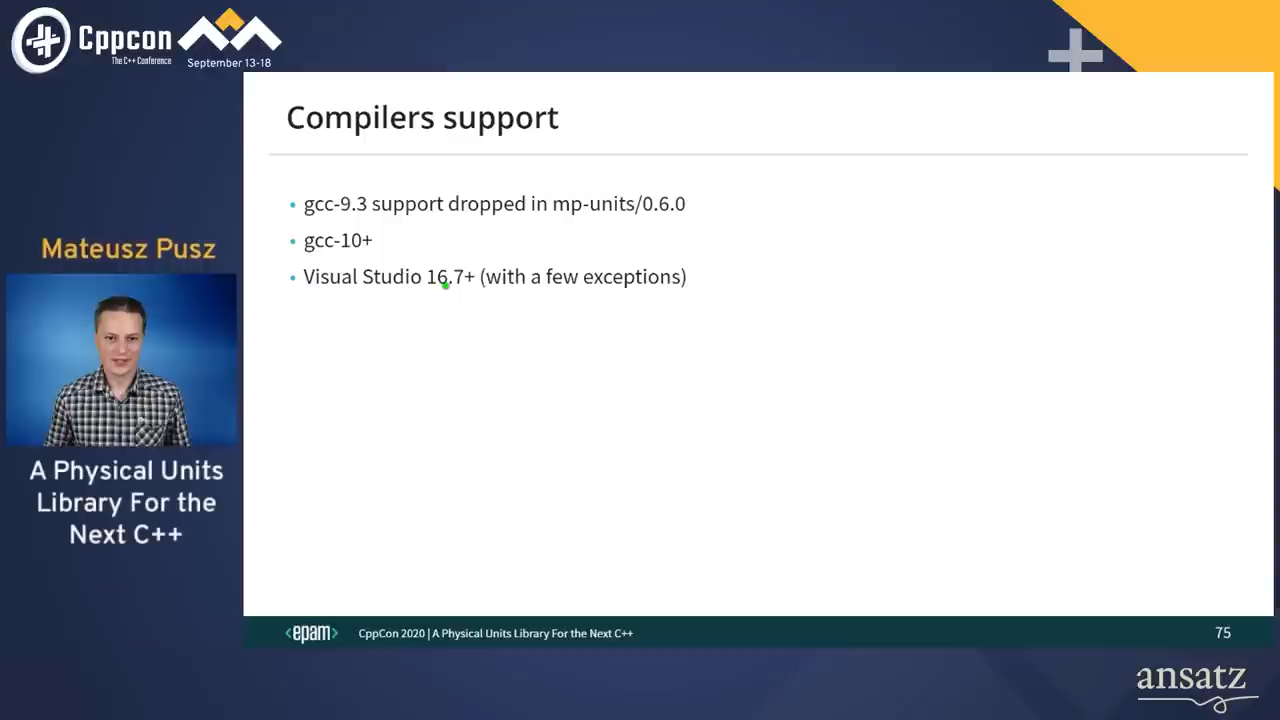 Cppcon
The C++ Conference
September 13-18
Compilers support
• gcc-9.3 support dropped in mp-units/0.6.0
• gcc-10+
• Visual Studio 16.7+ (with a few exceptions)
Mateusz Pusz
A Physical Units
Library For the
Next C++
<epam>
CppCon 2020 | A Physical Units Library For the Next C++
75
ansatz